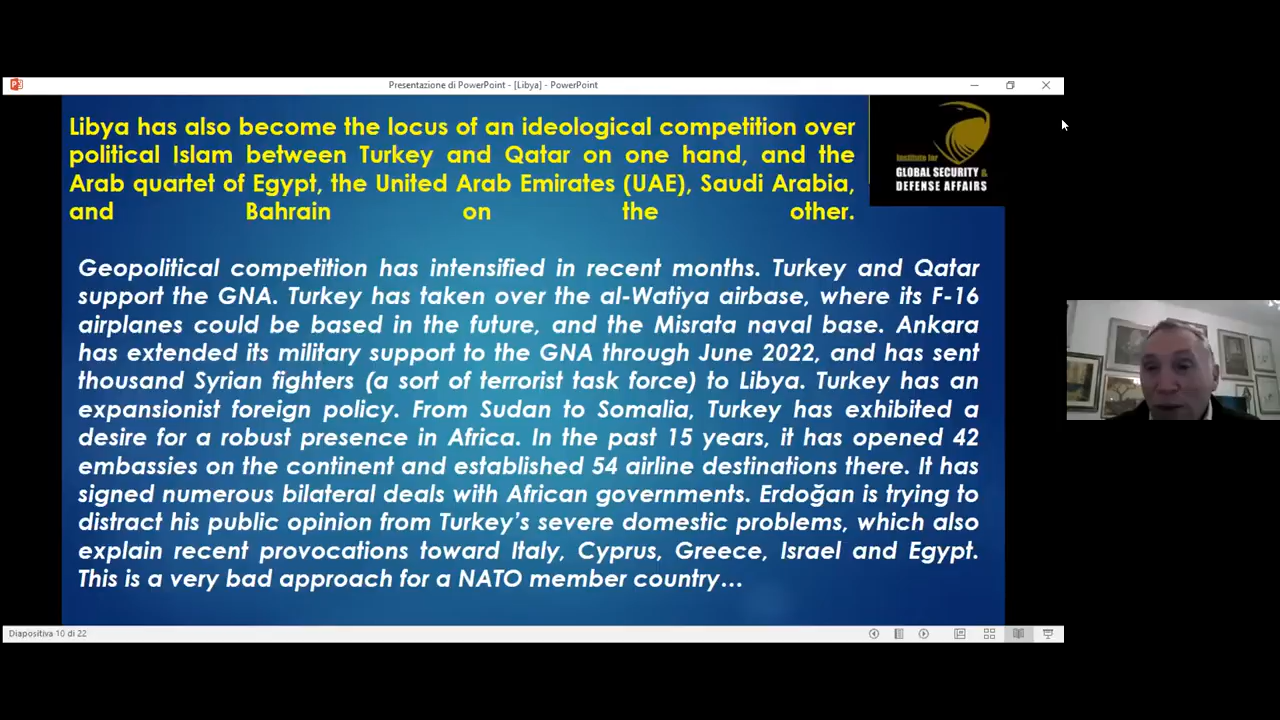 Presentazione di PowerPoint - [Libya] - PowerPoint
Libya has also become the locus of an ideological competition over
political Islam between Turkey and Qatar on one hand, and the
Arab quartet of Egypt, the United Arab Emirates (UAE), Saudi Arabia,
and Bahrain on the other.
Institute for
GLOBAL SECURITY &
DEFENSE AFFAIRS
Geopolitical competition has intensified in recent months. Turkey and Qatar
support the GNA. Turkey has taken over the al-Watiya airbase, where its F-16
airplanes could be based in the future, and the Misrata naval base. Ankara
has extended its military support to the GNA through June 2022, and has sent
thousand Syrian fighters (a sort of terrorist task force) to Libya. Turkey has an
expansionist foreign policy. From Sudan to Somalia, Turkey has exhibited a
desire for a robust presence in Africa. In the past 15 years, it has opened 42
embassies on the continent and established 54 airline destinations there. It has
signed numerous bilateral deals with African governments. Erdoğan is trying to
distract his public opinion from Turkey's severe domestic problems, which also
explain recent provocations toward Italy, Cyprus, Greece, Israel and Egypt.
This is a very bad approach for a NATO member country…
Diapositiva 10 di 22